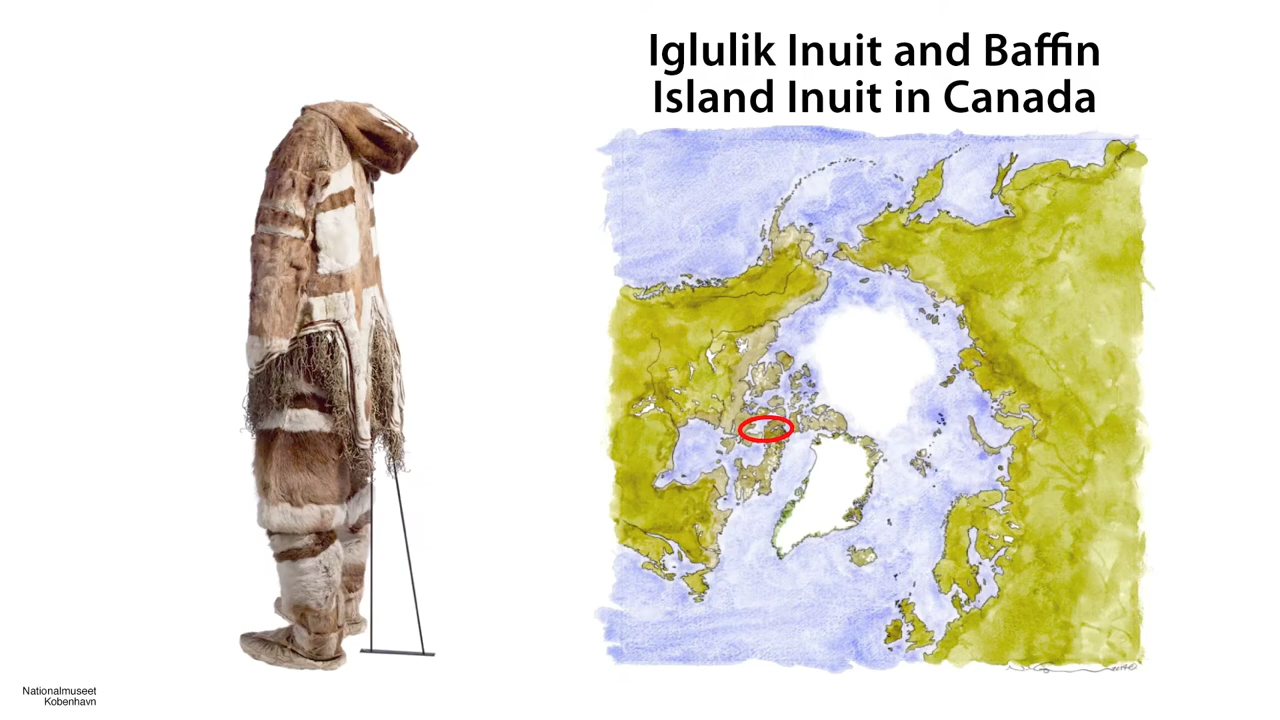 Iglulik Inuit and Baffin
Island Inuit in Canada
Nationalmuseet
Kobenhavn